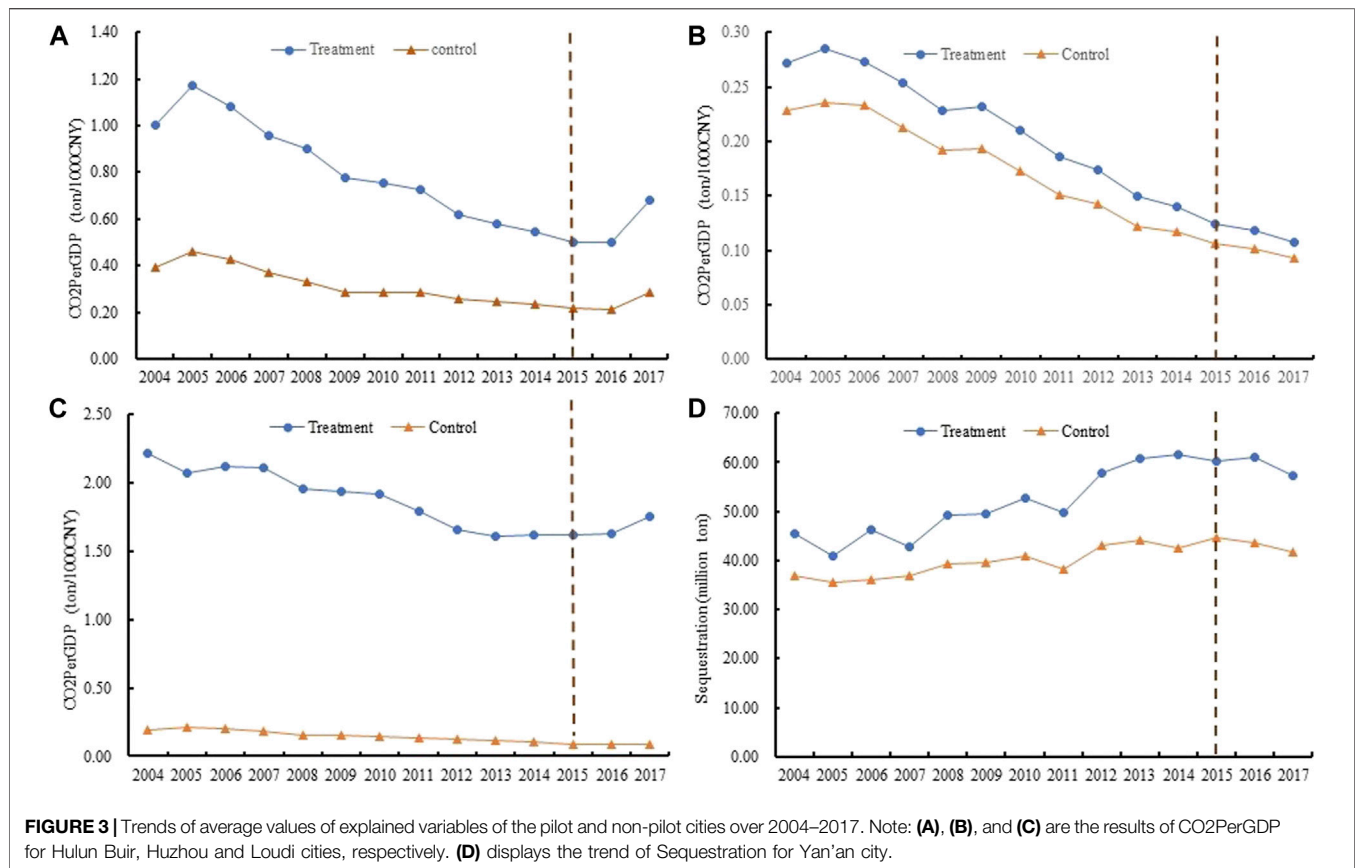 A
Treatment control
CO2PerGDP (ton/1000CNY)
1.40
1.20
1.00
0.80
0.60
0.40
0.20
0.00
2004 2005 2006 2007 2008 2009 2010 2011 2012 2013 2014 2015 2016 2017
B
Treatment Control
CO2PerGDP (ton/1000CNY)
0.30
0.25
0.20
0.15
0.10
0.05
0.00
2004 2005 2006 2007 2008 2009 2010 2011 2012 2013 2014 2015 2016 2017
C
Treatment Control
CO2PerGDP (ton/1000CNY)
2.50
2.00
1.50
1.00
0.50
0.00
2004 2005 2006 2007 2008 2009 2010 2011 2012 2013 2014 2015 2016 2017
D
Treatment Control
Sequestration(million ton)
70.00
60.00
50.00
40.00
30.00
20.00
10.00
0.00
2004 2005 2006 2007 2008 2009 2010 2011 2012 2013 2014 2015 2016 2017
FIGURE 3 | Trends of average values of explained variables of the pilot and non-pilot cities over 2004–2017. Note: (A), (B), and (C) are the results of CO2PerGDP
for Hulun Buir, Huzhou and Loudi cities, respectively. (D) displays the trend of Sequestration for Yan'an city.